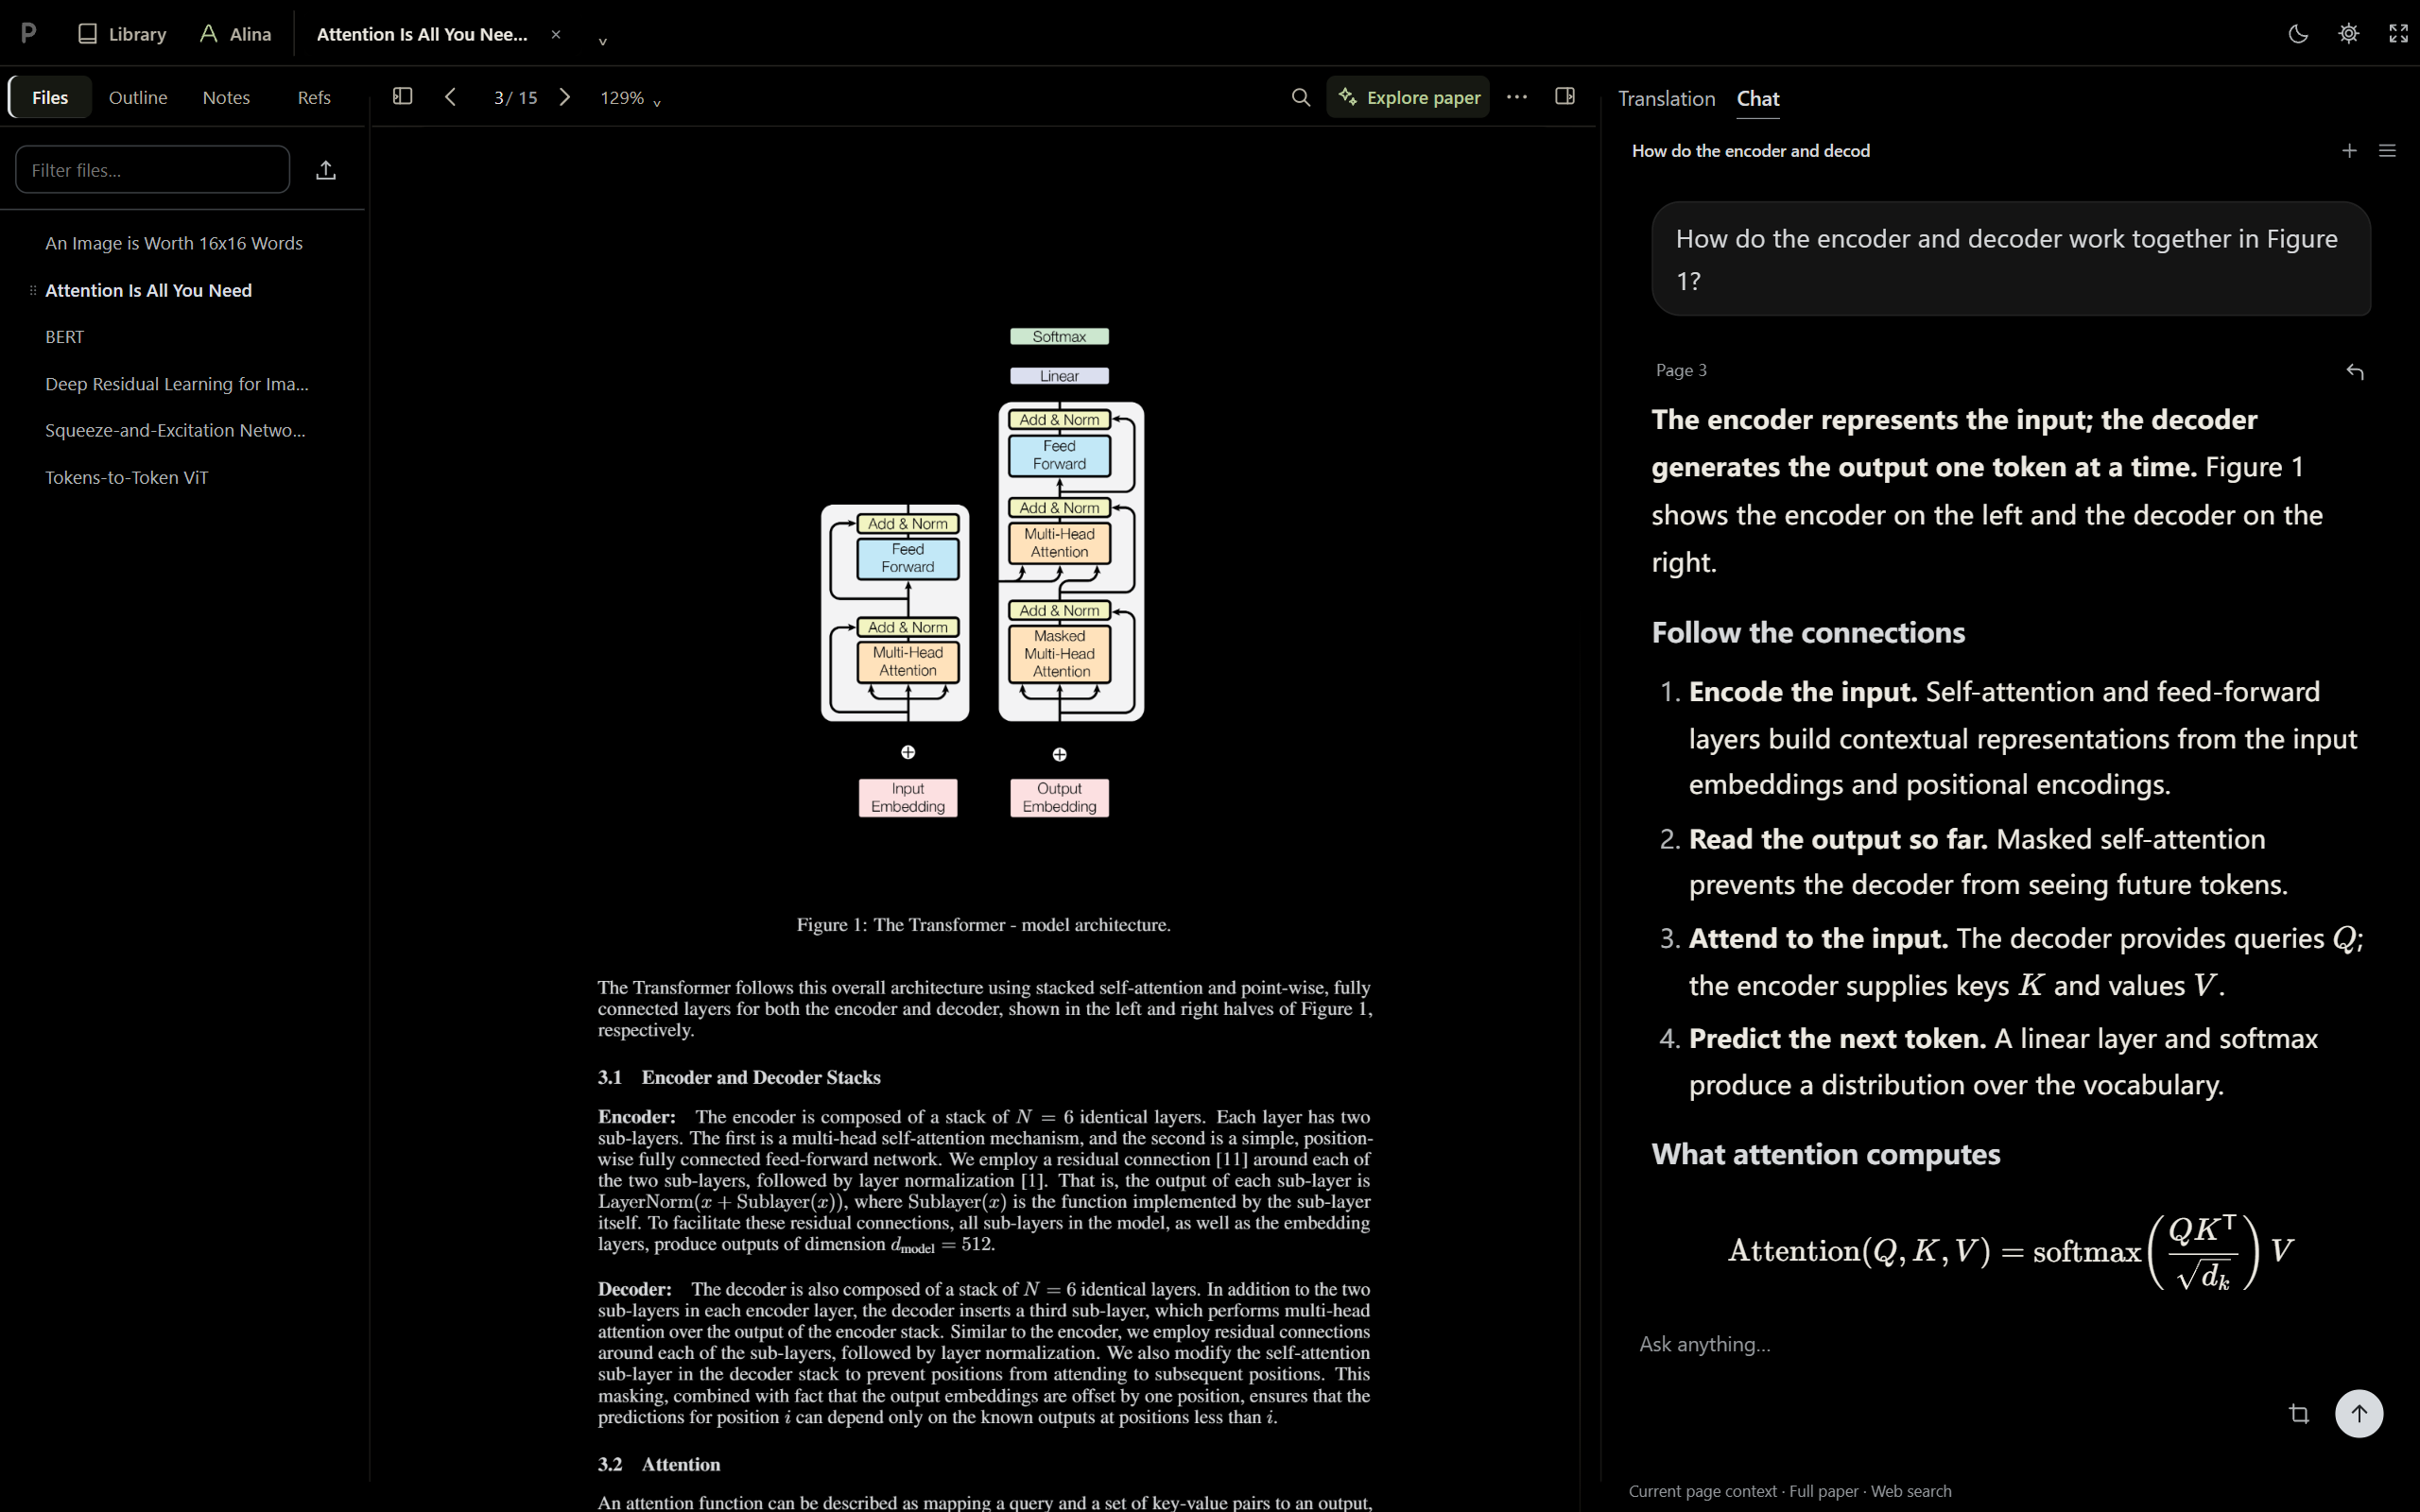 P
Library
Alina
Attention Is All You Nee...
Files
Outline
Notes
Refs
3/ 15
129%
Explore paper
Translation
Chat
Filter files...
An Image is Worth 16x16 Words
Attention Is All You Need
BERT
Deep Residual Learning for Ima...
Squeeze-and-Excitation Netwo...
Tokens-to-Token ViT
Softmax
Linear
Add & Norm
Feed
Forward
Add & Norm
Multi-Head
Attention
Add & Norm
Masked
Multi-Head
Attention
Add & Norm
Feed
Forward
Add & Norm
Multi-Head
Attention
Input
Embedding
Output
Embedding
Figure 1: The Transformer - model architecture.
The Transformer follows this overall architecture using stacked self-attention and point-wise, fully
connected layers for both the encoder and decoder, shown in the left and right halves of Figure 1,
respectively.
3.1 Encoder and Decoder Stacks
Encoder: The encoder is composed of a stack of N = 6 identical layers. Each layer has two
sub-layers. The first is a multi-head self-attention mechanism, and the second is a simple, position-
wise fully connected feed-forward network. We employ a residual connection [11] around each of
the two sub-layers, followed by layer normalization [1]. That is, the output of each sub-layer is
LayerNorm(x + Sublayer(x)), where Sublayer(x) is the function implemented by the sub-layer
itself. To facilitate these residual connections, all sub-layers in the model, as well as the embedding
layers, produce outputs of dimension d_model = 512.
Decoder: The decoder is also composed of a stack of N = 6 identical layers. In addition to the two
sub-layers in each encoder layer, the decoder inserts a third sub-layer, which performs multi-head
attention over the output of the encoder stack. Similar to the encoder, we employ residual connections
around each of the sub-layers, followed by layer normalization. We also modify the self-attention
sub-layer in the decoder stack to prevent positions from attending to subsequent positions. This
masking, combined with fact that the output embeddings are offset by one position, ensures that the
predictions for position i can depend only on the known outputs at positions less than i.
3.2 Attention
An attention function can be described as mapping a query and a set of key-value pairs to an output,
How do the encoder and decod
How do the encoder and decoder work together in Figure
1?
Page 3
The encoder represents the input; the decoder
generates the output one token at a time. Figure 1
shows the encoder on the left and the decoder on the
right.
Follow the connections
1. Encode the input. Self-attention and feed-forward
layers build contextual representations from the input
embeddings and positional encodings.
2. Read the output so far. Masked self-attention
prevents the decoder from seeing future tokens.
3. Attend to the input. The decoder provides queries Q;
the encoder supplies keys K and values V.
4. Predict the next token. A linear layer and softmax
produce a distribution over the vocabulary.
What attention computes
Attention(Q, K, V) = softmax(QK^T / √d_k) V
Ask anything...
Current page context · Full paper · Web search